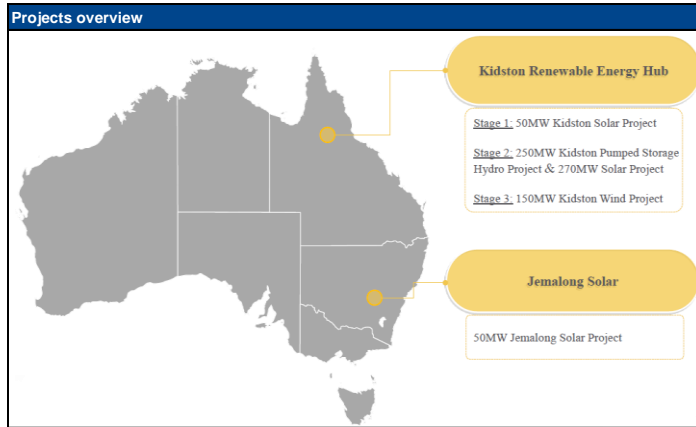 Projects overview
Kidston Renewable Energy Hub
Stage 1: 50MW Kidston Solar Project
Stage 2: 250MW Kidston Pumped Storage
Hydro Project & 270MW Solar Project
Stage 3: 150MW Kidston Wind Project
Jemalong Solar
50MW Jemalong Solar Project